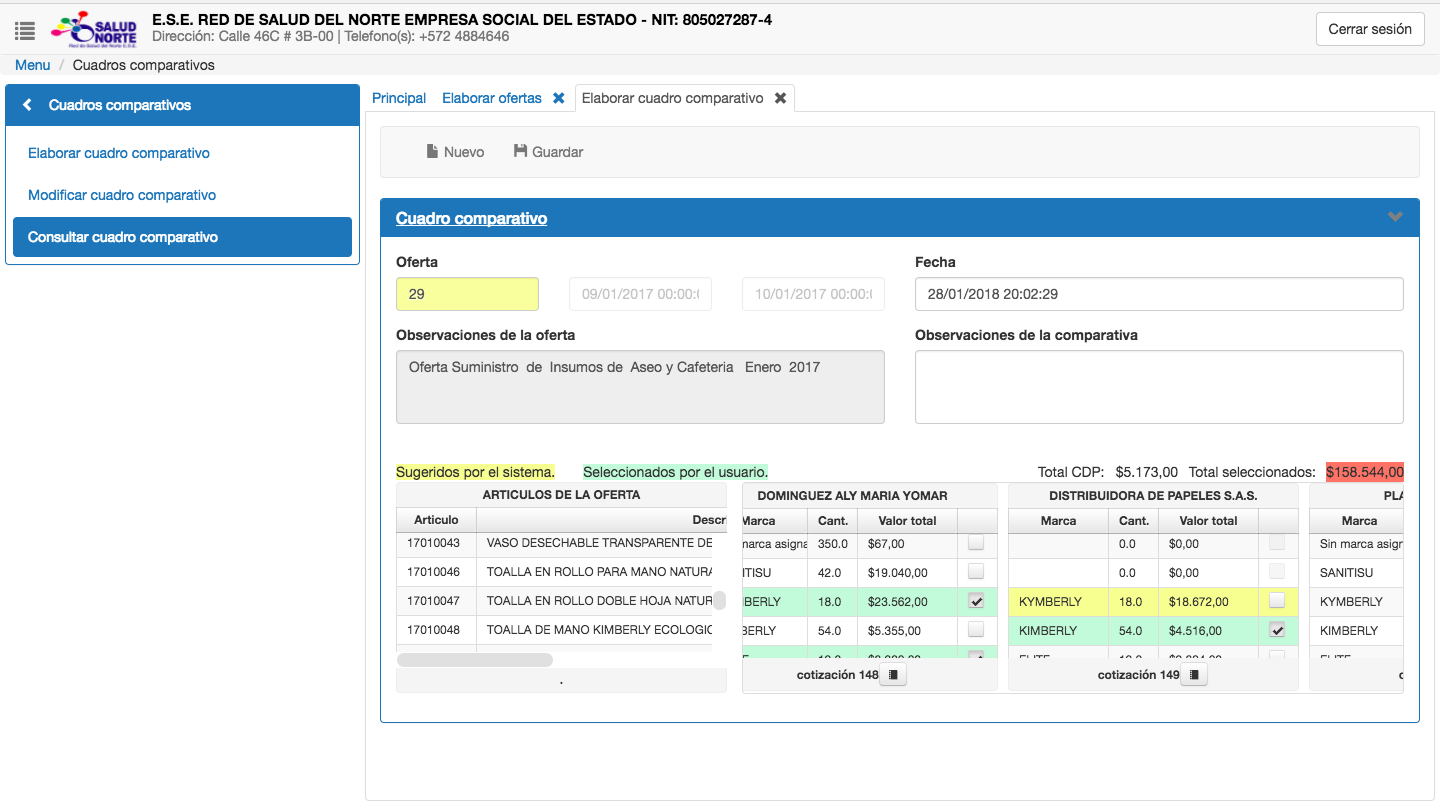 SALUD
NORTE
Red de Salud del Norte E.S.E.
E.S.E. RED DE SALUD DEL NORTE EMPRESA SOCIAL DEL ESTADO - NIT: 805027287-4
Dirección: Calle 46C # 3B-00 | Telefono(s): +572 4884646
Cerrar sesión
Menu / Cuadros comparativos
Cuadros comparativos
Elaborar cuadro comparativo
Modificar cuadro comparativo
Consultar cuadro comparativo
Principal Elaborar ofertas Elaborar cuadro comparativo
Nuevo Guardar
Cuadro comparativo
Oferta Fecha
29 09/01/2017 00:00: 10/01/2017 00:00: 28/01/2018 20:02:29
Observaciones de la oferta Observaciones de la comparativa
Oferta Suministro de Insumos de Aseo y Cafeteria Enero 2017
Sugeridos por el sistema. Seleccionados por el usuario. Total CDP: $5.173,00 Total seleccionados: $158.544,00
ARTICULOS DE LA OFERTA DOMINGUEZ ALY MARIA YOMAR DISTRIBUIDORA DE PAPELES S.A.S. PLA
Articulo Descri Marca Cant. Valor total Marca Cant. Valor total Marca
17010043 VASO DESECHABLE TRANSPARENTE DE marca asigna 350.0 $67,00 0.0 $0,00 Sin marca asign
17010046 TOALLA EN ROLLO PARA MANO NATURA NITISU 42.0 $19.040,00 0.0 $0,00 SANITISU
17010047 TOALLA EN ROLLO DOBLE HOJA NATUR IBERLY 18.0 $23.562,00 KYMBERLY 18.0 $18.672,00 KYMBERLY
17010048 TOALLA DE MANO KIMBERLY ECOLOGIC BERLY 54.0 $5.355,00 KIMBERLY 54.0 $4.516,00 KIMBERLY
. cotización 148 cotización 149